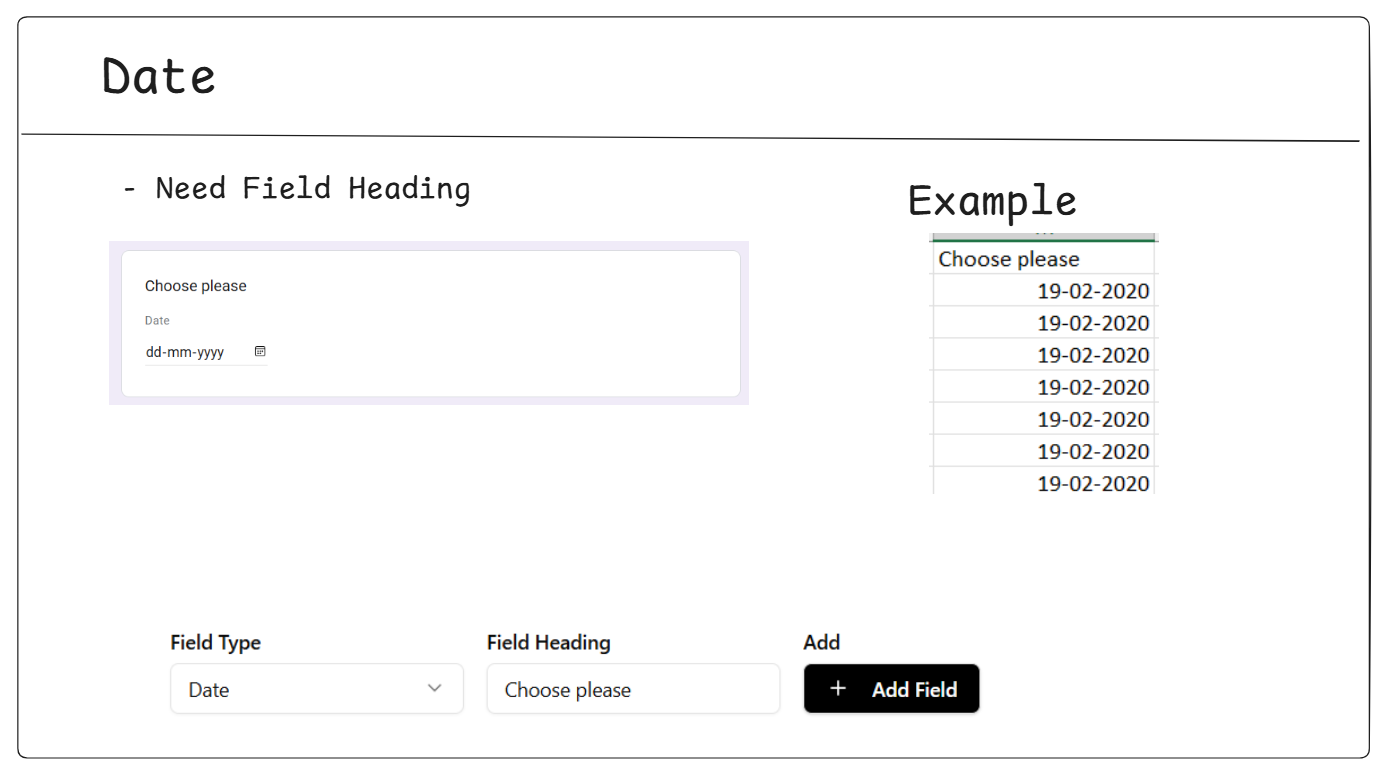 Date
- Need Field Heading
Choose please
Date
dd-mm-yyyy
Example
Choose please
19-02-2020
19-02-2020
19-02-2020
19-02-2020
19-02-2020
19-02-2020
19-02-2020
Field Type
Date
Field Heading
Choose please
Add
+ Add Field